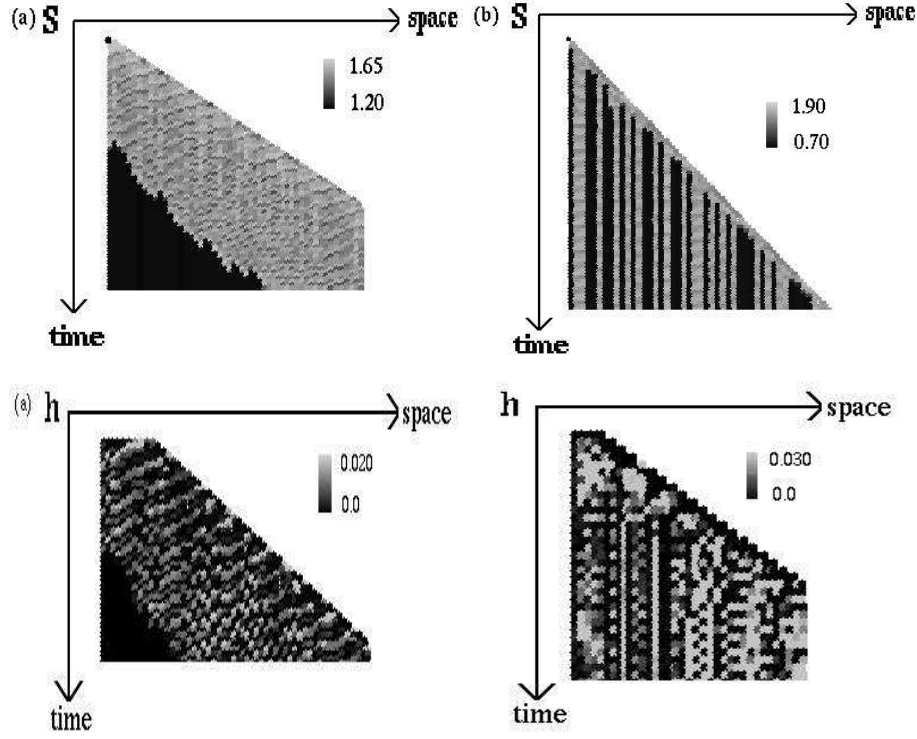 (a) S space
1.65
1.20
time
(b) S space
1.90
0.70
time
(a) h space
0.020
0.0
time
h space
0.030
0.0
time